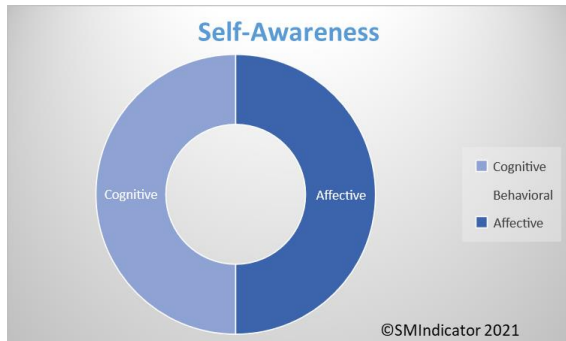 Self-Awareness
Cognitive
Affective
Cognitive
Behavioral
Affective
©SMIndicator 2021